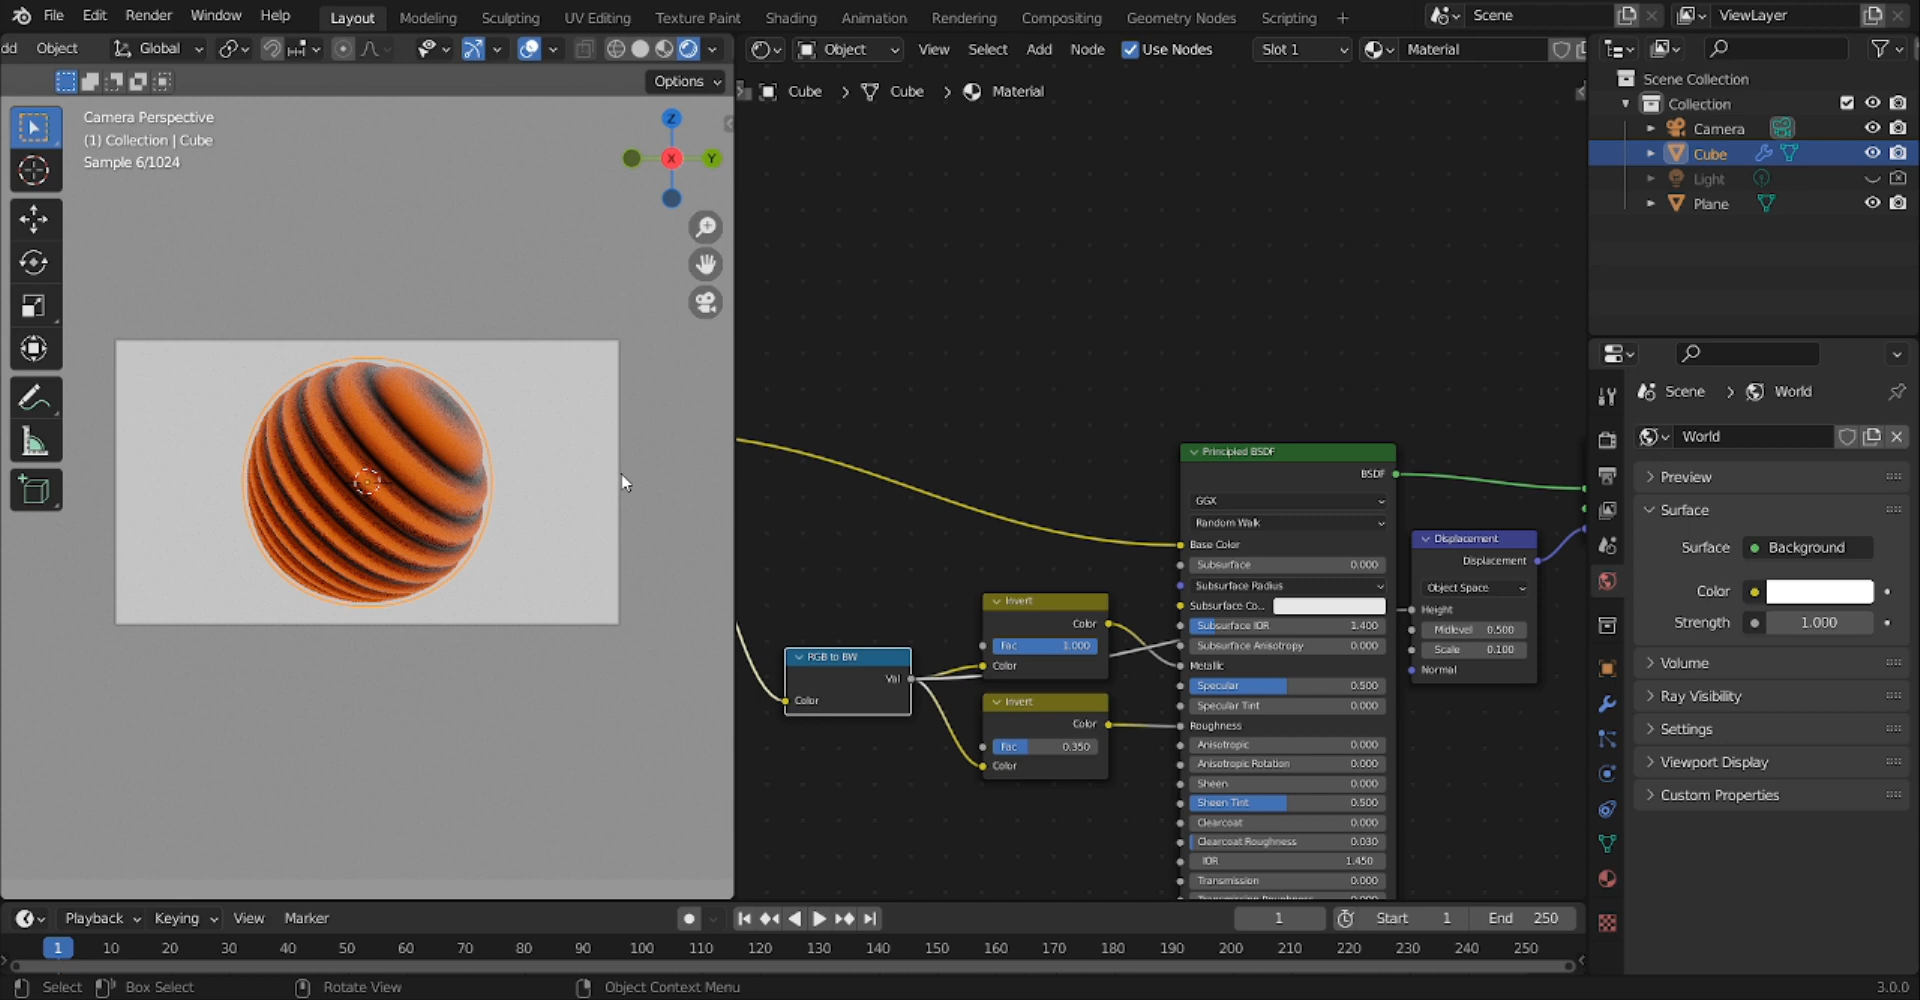 File Edit Render Window Help Layout Modeling Sculpting UV Editing Texture Paint Shading Animation Rendering Compositing Geometry Nodes Scripting + Scene ViewLayer
dd Object Global Object View Select Add Node Use Nodes Slot 1 Material
Options
Cube > Cube > Material
Scene Collection
Collection
Camera
Cube
Light
Plane
Camera Perspective
(1) Collection | Cube
Sample 6/1024
Z
X
Y
Principled BSDF
BSDF
GGX
Random Walk
Base Color
Subsurface 0.000
Subsurface Radius
Subsurface Co...
Subsurface IOR 1.400
Subsurface Anisotropy 0.000
Metallic
Specular 0.500
Specular Tint 0.000
Roughness
Anisotropic 0.000
Anisotropic Rotation 0.000
Sheen 0.000
Sheen Tint 0.500
Clearcoat 0.000
Clearcoat Roughness 0.030
IOR 1.450
Transmission 0.000
Displacement
Displacement
Object Space
Height
Midlevel 0.500
Scale 0.100
Normal
Invert
Color
Fac 1.000
Color
RGB to BW
Val
Color
Invert
Color
Fac 0.350
Color
Scene > World
World
Preview
Surface
Surface Background
Color
Strength 1.000
Volume
Ray Visibility
Settings
Viewport Display
Custom Properties
Playback Keying View Marker 1 Start 1 End 250
1 10 20 30 40 50 60 70 80 90 100 110 120 130 140 150 160 170 180 190 200 210 220 230 240 250
Select Box Select Rotate View Object Context Menu 3.0.0